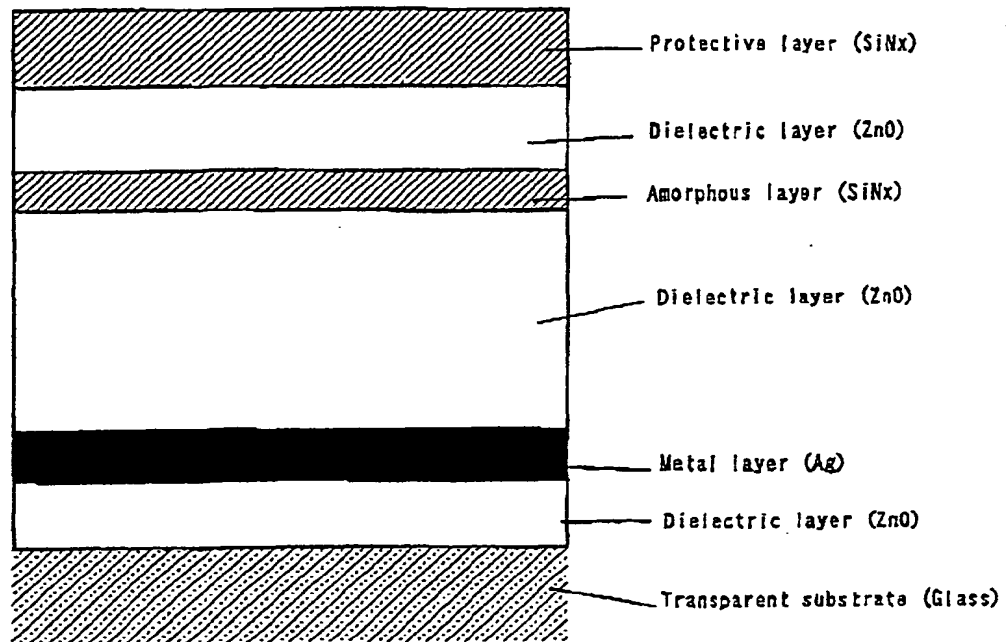 Protective layer (SiNx)
Dielectric layer (ZnO)
Amorphous layer (SiNx)
Dielectric layer (ZnO)
Metal layer (Ag)
Dielectric layer (ZnO)
Transparent substrate (Glass)